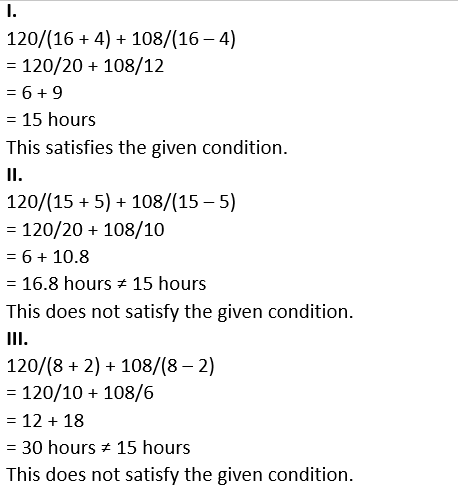 I.
120/(16 + 4) + 108/(16 – 4)
= 120/20 + 108/12
= 6 + 9
= 15 hours
This satisfies the given condition.
II.
120/(15 + 5) + 108/(15 – 5)
= 120/20 + 108/10
= 6 + 10.8
= 16.8 hours ≠ 15 hours
This does not satisfy the given condition.
III.
120/(8 + 2) + 108/(8 – 2)
= 120/10 + 108/6
= 12 + 18
= 30 hours ≠ 15 hours
This does not satisfy the given condition.